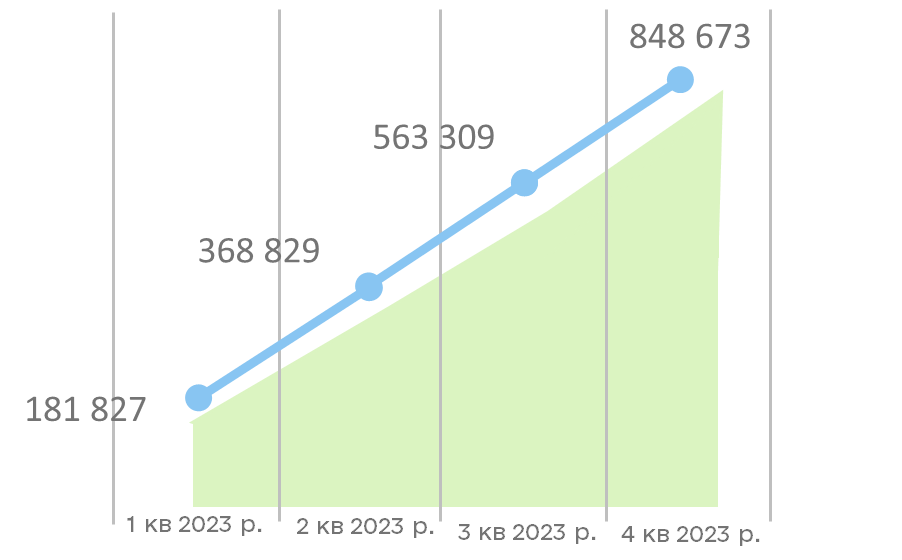 848 673
563 309
368 829
181 827
1 кв 2023 р.
2 кв 2023 р.
3 кв 2023 р.
4 кв 2023 р.